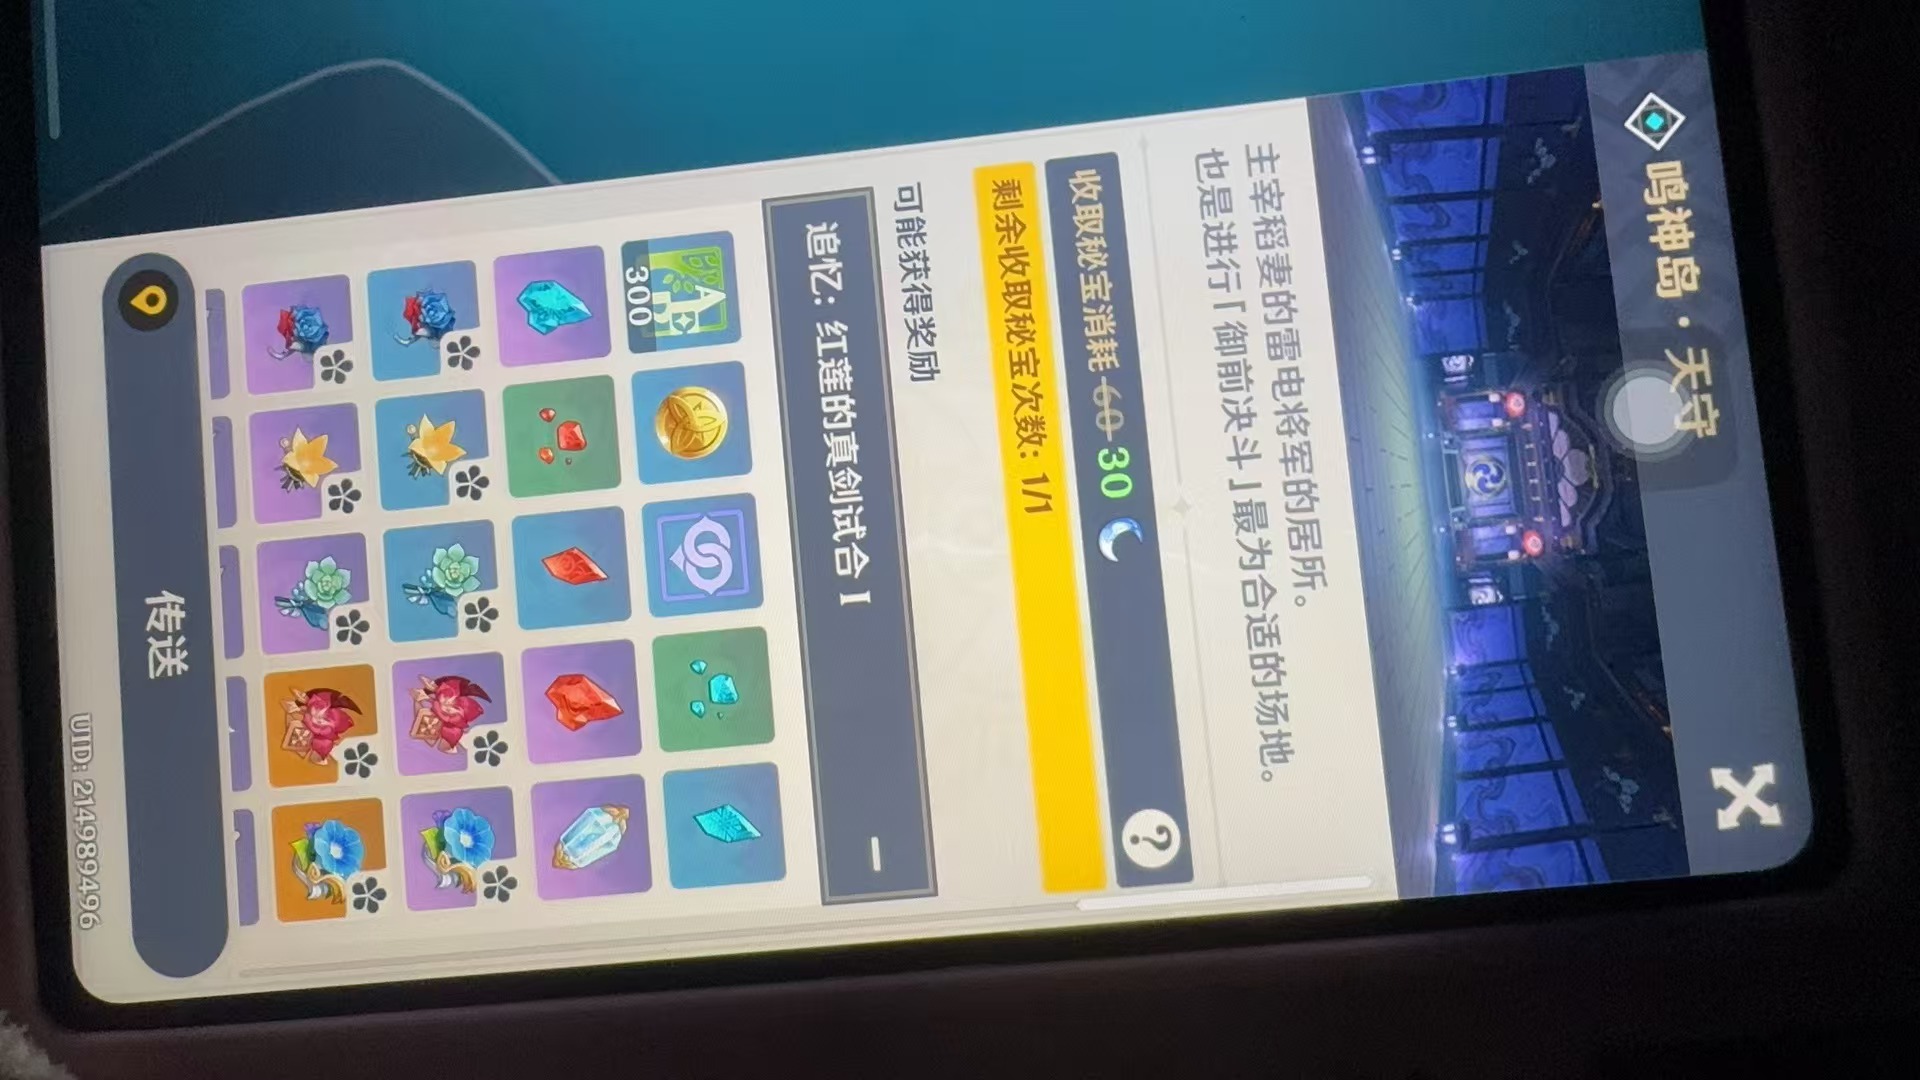 鸣神岛·天守
主宰稻妻的雷电将军的居所。
也是进行「御前决斗」最为合适的场地。
收取秘宝消耗 60 30
?
剩余收取秘宝次数：1/1
可能获得奖励
追忆：红莲的真剑试合 I
300
传送
UID: 214989496